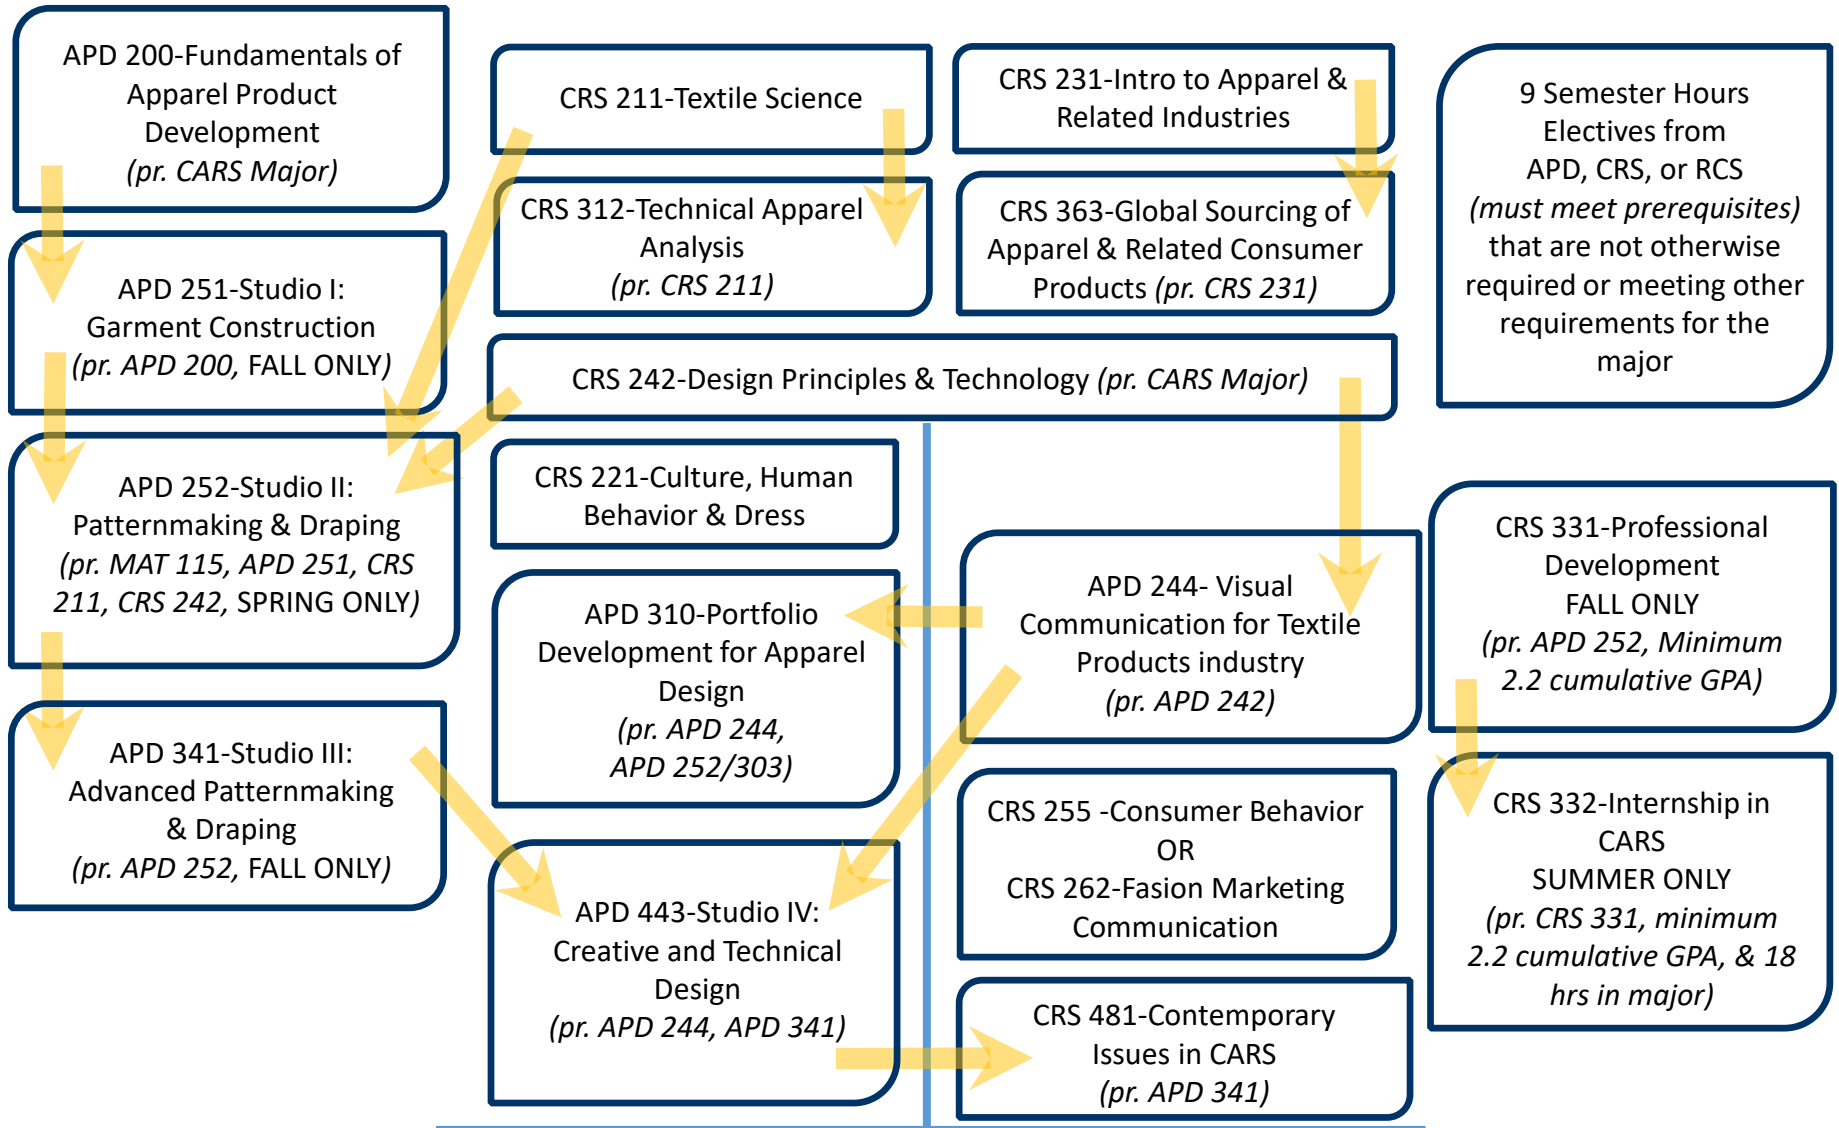 APD 200-Fundamentals of
Apparel Product
Development
(pr. CARS Major)
APD 251-Studio I:
Garment Construction
(pr. APD 200, FALL ONLY)
APD 252-Studio II:
Patternmaking & Draping
(pr. MAT 115, APD 251, CRS
211, CRS 242, SPRING ONLY)
APD 341-Studio III:
Advanced Patternmaking
& Draping
(pr. APD 252, FALL ONLY)
CRS 211-Textile Science
CRS 312-Technical Apparel
Analysis
(pr. CRS 211)
CRS 231-Intro to Apparel &
Related Industries
CRS 363-Global Sourcing of
Apparel & Related Consumer
Products (pr. CRS 231)
CRS 242-Design Principles & Technology (pr. CARS Major)
CRS 221-Culture, Human
Behavior & Dress
APD 310-Portfolio
Development for Apparel
Design
(pr. APD 244,
APD 252/303)
APD 443-Studio IV:
Creative and Technical
Design
(pr. APD 244, APD 341)
APD 244- Visual
Communication for Textile
Products industry
(pr. APD 242)
CRS 255 -Consumer Behavior
OR
CRS 262-Fasion Marketing
Communication
CRS 481-Contemporary
Issues in CARS
(pr. APD 341)
9 Semester Hours
Electives from
APD, CRS, or RCS
(must meet prerequisites)
that are not otherwise
required or meeting other
requirements for the
major
CRS 331-Professional
Development
FALL ONLY
(pr. APD 252, Minimum
2.2 cumulative GPA)
CRS 332-Internship in
CARS
SUMMER ONLY
(pr. CRS 331, minimum
2.2 cumulative GPA, & 18
hrs in major)